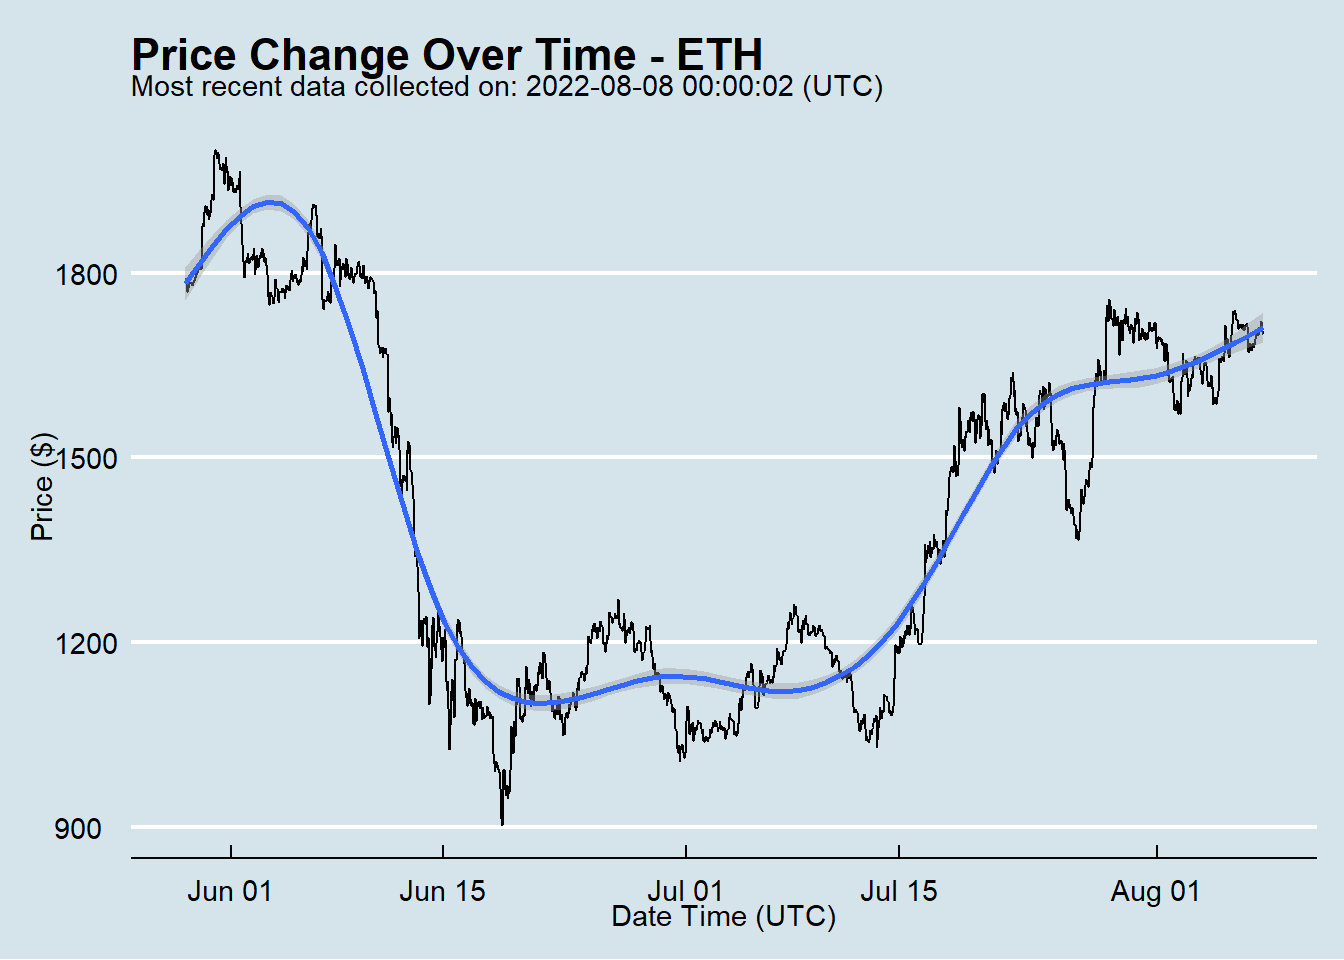 Price Change Over Time - ETH
Most recent data collected on: 2022-08-08 00:00:02 (UTC)
Price ($)
1800
1500
1200
900
Jun 01
Jun 15
Jul 01
Jul 15
Aug 01
Date Time (UTC)